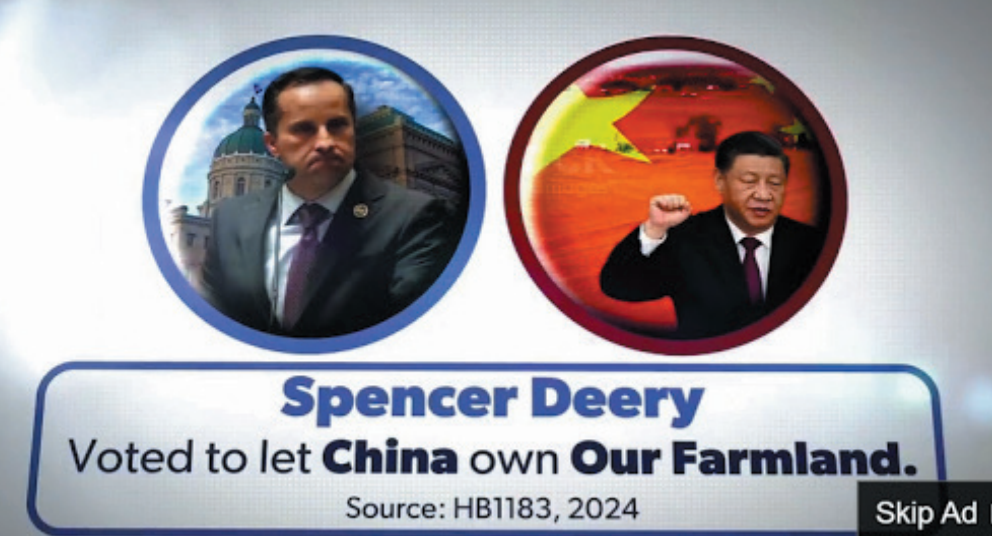 Spencer Deery
Voted to let China own Our Farmland.
Source: HB1183, 2024
Skip Ad